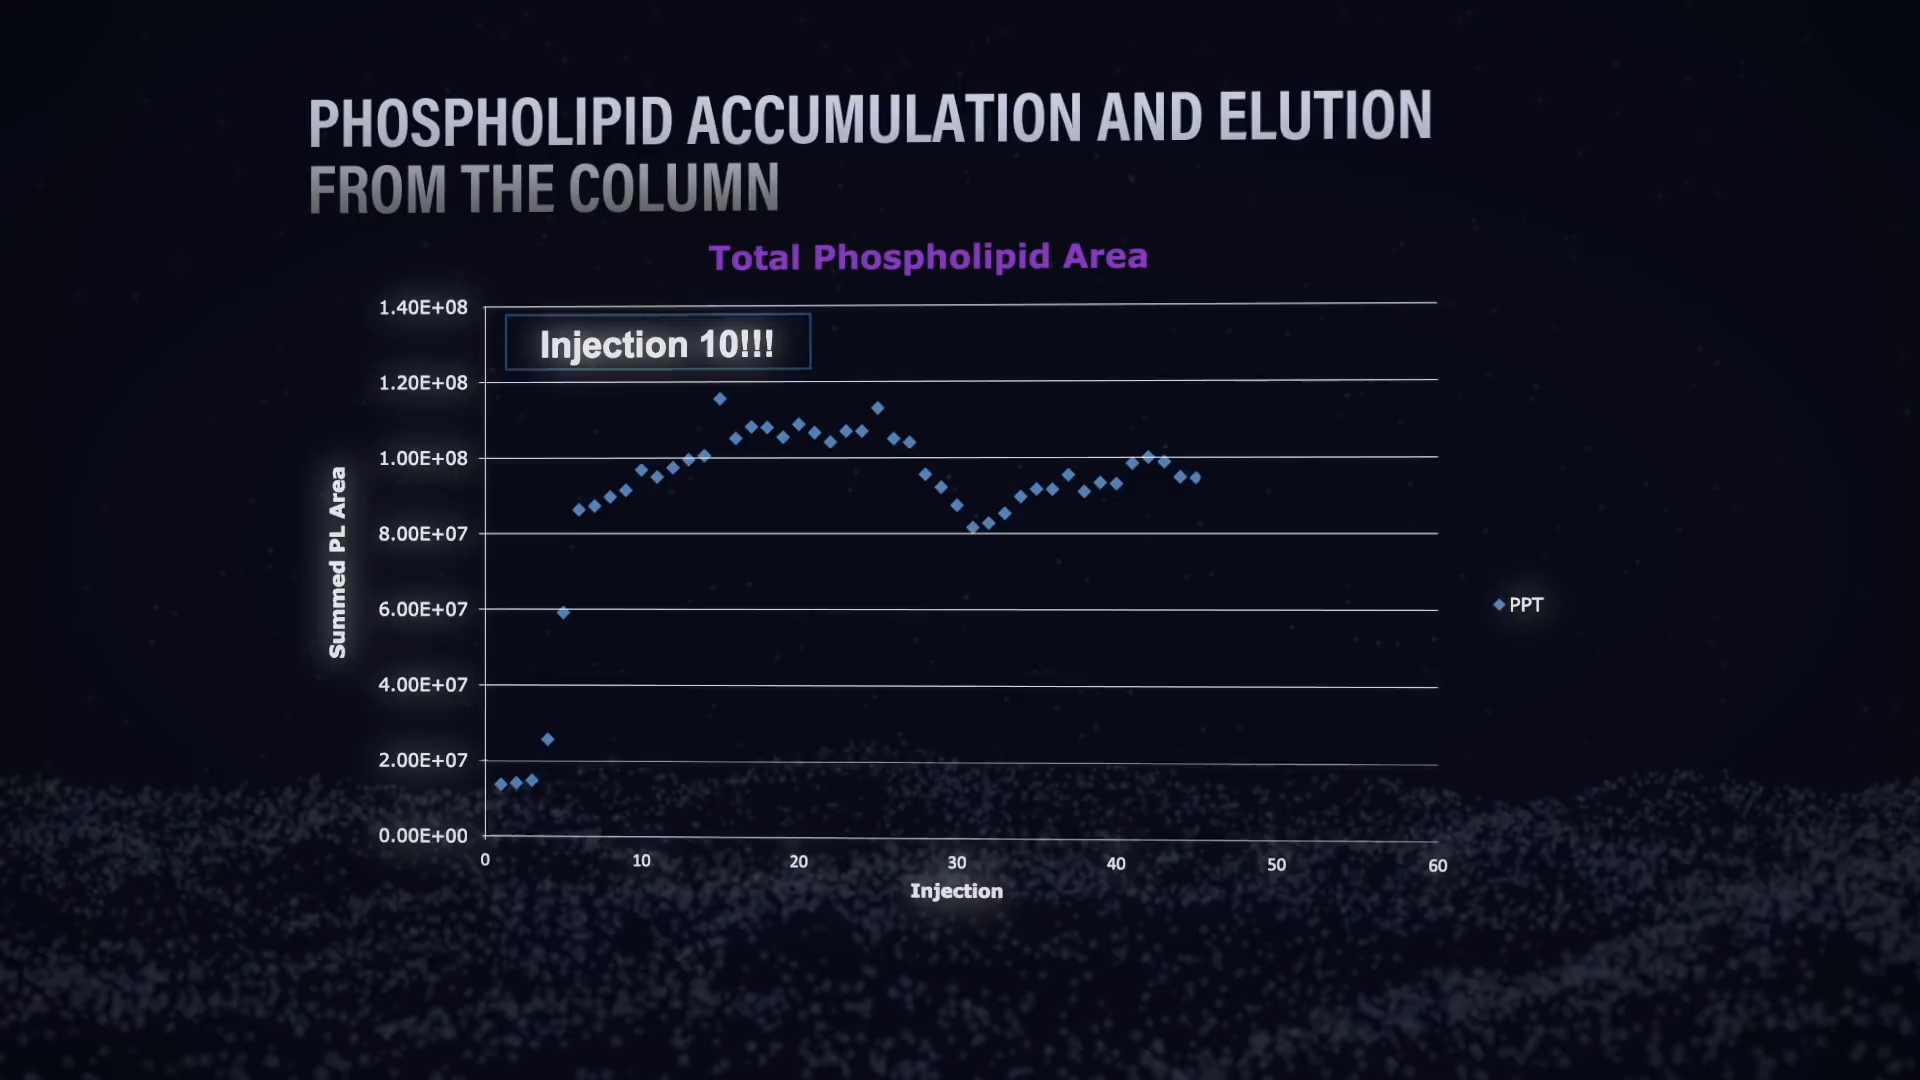 PHOSPHOLIPID ACCUMULATION AND ELUTION
FROM THE COLUMN
Total Phospholipid Area
Injection 10!!!
1.40E+08
1.20E+08
1.00E+08
8.00E+07
6.00E+07
4.00E+07
2.00E+07
0.00E+00
Summed PL Area
0 10 20 30 40 50 60
Injection
PPT